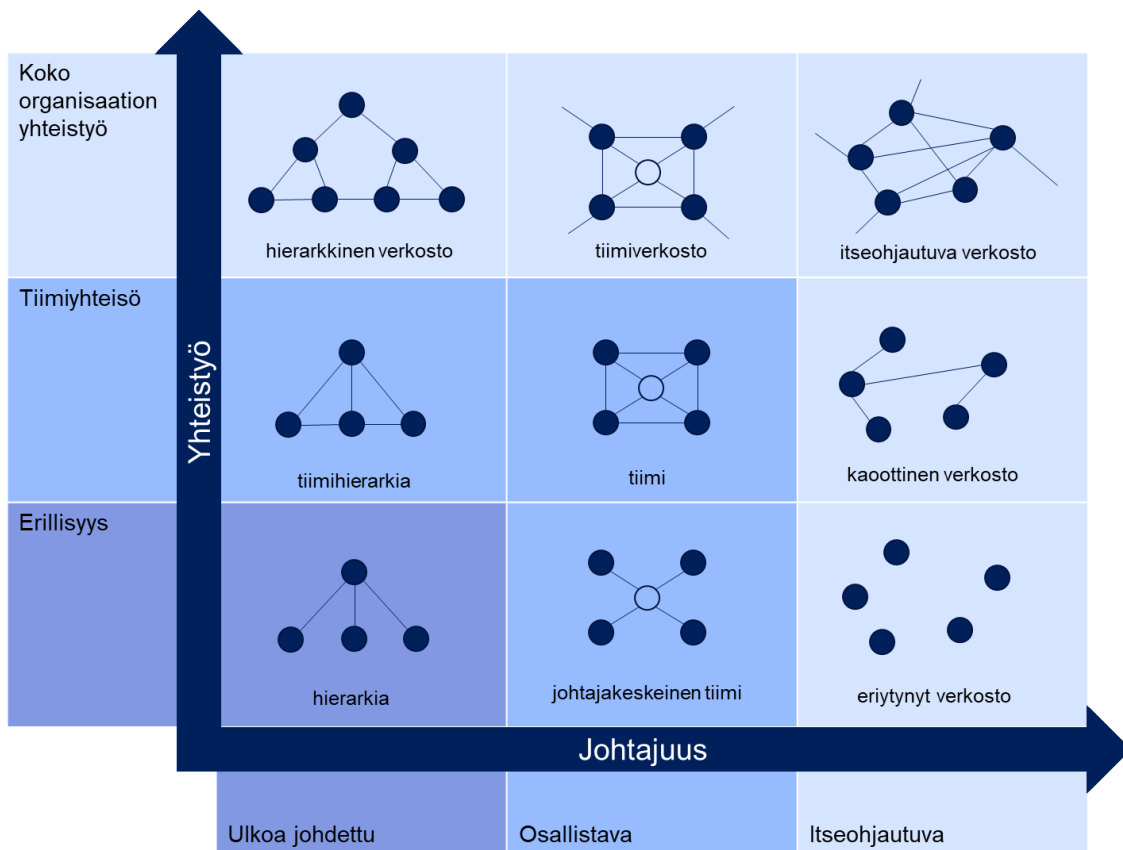 Koko
organisaation
yhteistyö
hierarkkinen verkosto
tiimiverkosto
itseohjautuva verkosto
Tiimiyhteisö
Yhteistyö
tiimihierarkia
tiimi
kaoottinen verkosto
Erillisyys
hierarkia
johtajakeskeinen tiimi
eriytynyt verkosto
Johtajuus
Ulkoa johdettu
Osallistava
Itseohjautuva